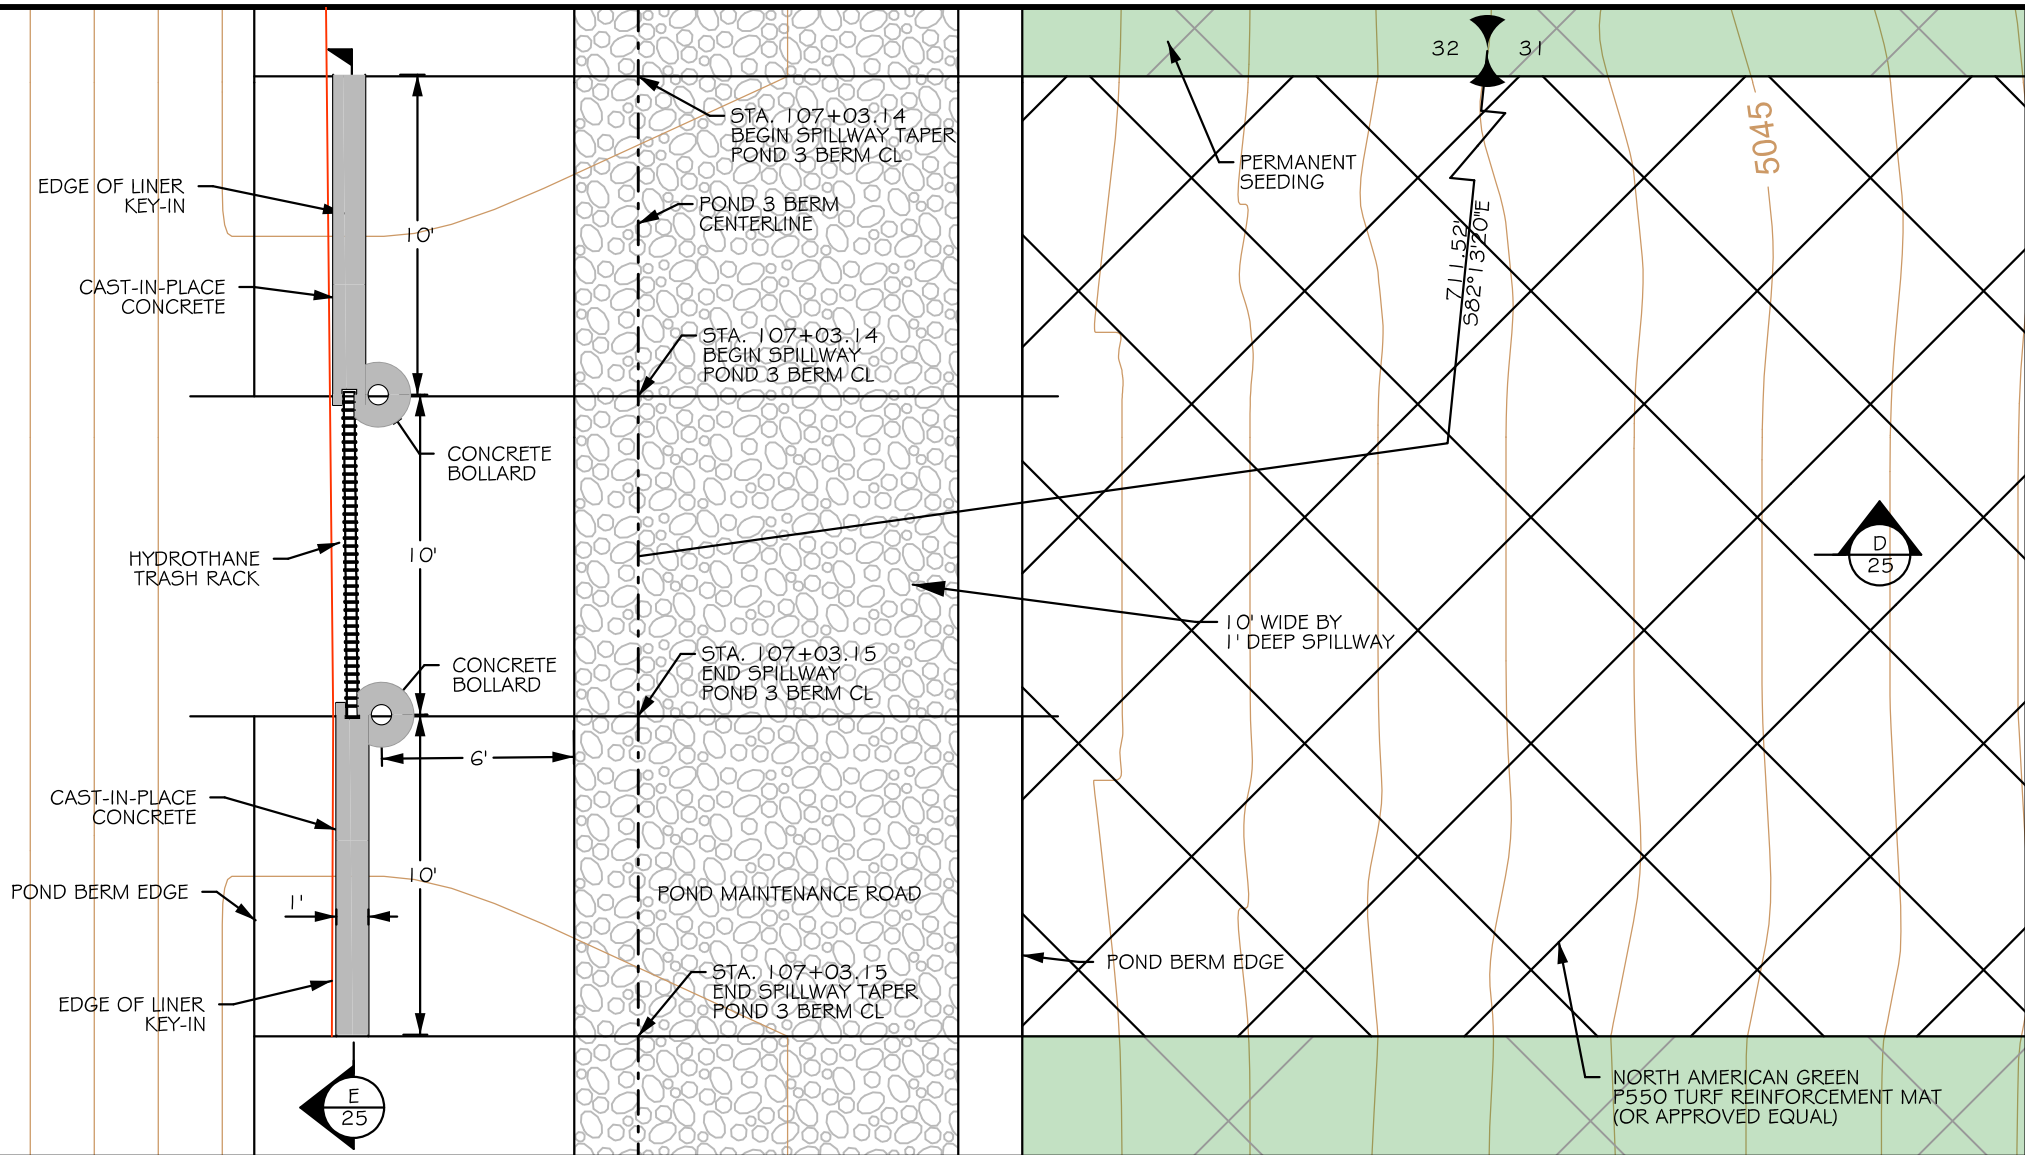 32
31
STA. 107+03.14
BEGIN SPILLWAY TAPER
POND 3 BERM CL
5045
PERMANENT
SEEDING
EDGE OF LINER
KEY-IN
POND 3 BERM
CENTERLINE
10'
711.52'
S82°13'20"E
CAST-IN-PLACE
CONCRETE
STA. 107+03.14
BEGIN SPILLWAY
POND 3 BERM CL
CONCRETE
BOLLARD
HYDROTHANE
TRASH RACK
10'
D
25
10' WIDE BY
1' DEEP SPILLWAY
CONCRETE
BOLLARD
STA. 107+03.15
END SPILLWAY
POND 3 BERM CL
6'
CAST-IN-PLACE
CONCRETE
10'
POND BERM EDGE
1'
POND MAINTENANCE ROAD
POND BERM EDGE
STA. 107+03.15
END SPILLWAY TAPER
POND 3 BERM CL
EDGE OF LINER
KEY-IN
E
25
NORTH AMERICAN GREEN
P550 TURF REINFORCEMENT MAT
(OR APPROVED EQUAL)